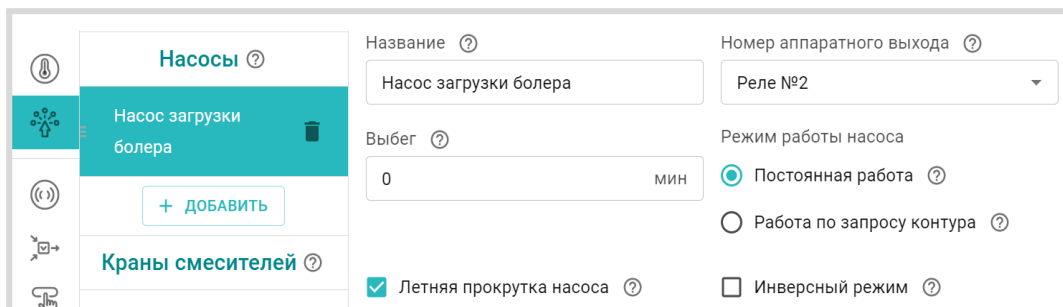 Насосы
Насос загрузки
болера
+ ДОБАВИТЬ
Краны смесителей
Название
Насос загрузки болера
Номер аппаратного выхода
Реле №2
Выбег
0 мин
Режим работы насоса
Постоянная работа
Работа по запросу контура
Летняя прокрутка насоса
Инверсный режим